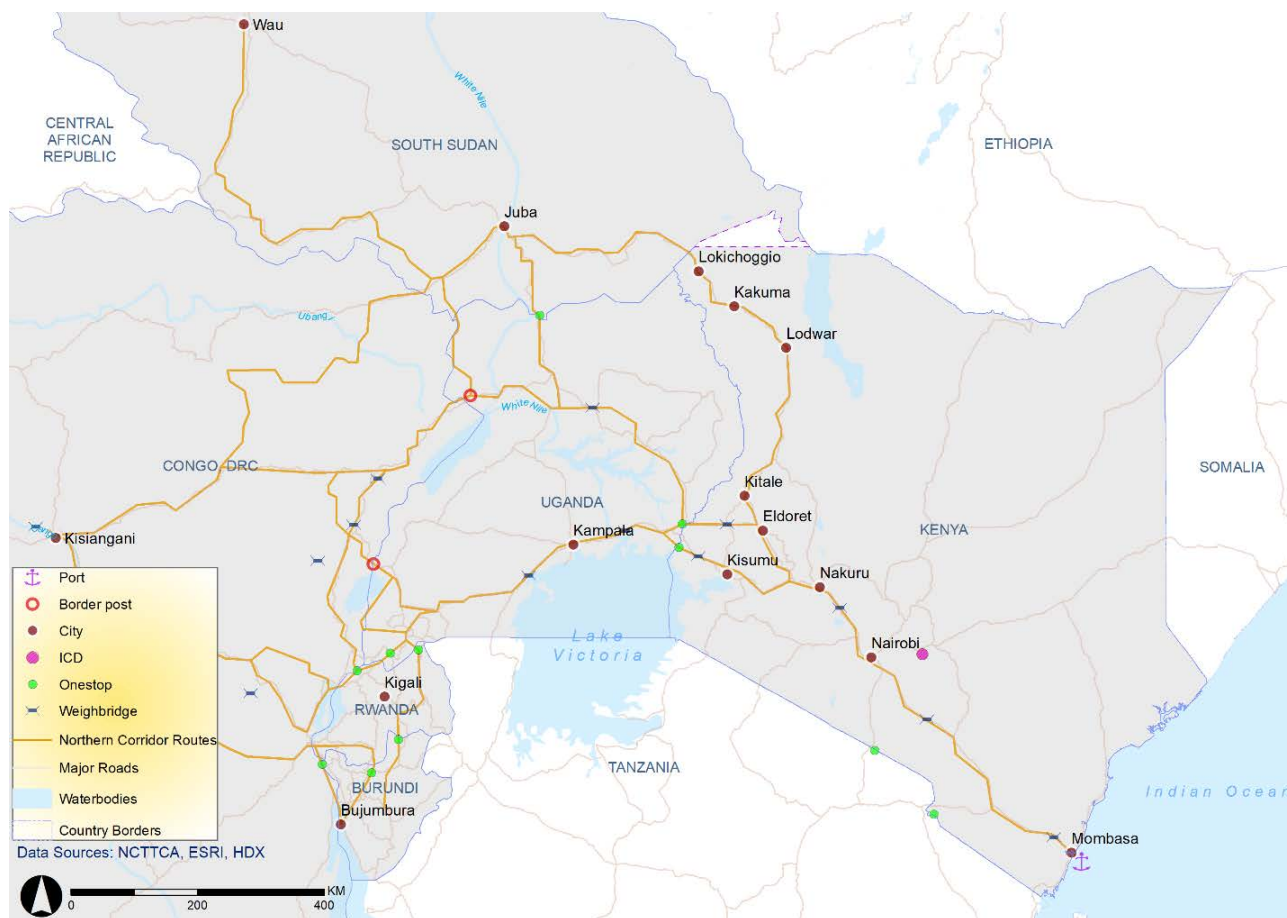 Wau
White Nile
CENTRAL
AFRICAN
REPUBLIC
SOUTH SUDAN
ETHIOPIA
Juba
Lokichoggio
Kakuma
Ubangi
Lodwar
White Nile
CONGO, DRC
SOMALIA
Kitale
UGANDA
Eldoret
KENYA
Kampala
Kisiangani
Kisumu
Nakuru
Lake
Victoria
Nairobi
Kigali
RWANDA
TANZANIA
BURUNDI
Bujumbura
Indian Ocean
Mombasa
Port
Border post
City
ICD
Onestop
Weighbridge
Northern Corridor Routes
Major Roads
Waterbodies
Country Borders
Data Sources: NCTTCA, ESRI, HDX
KM
0 200 400